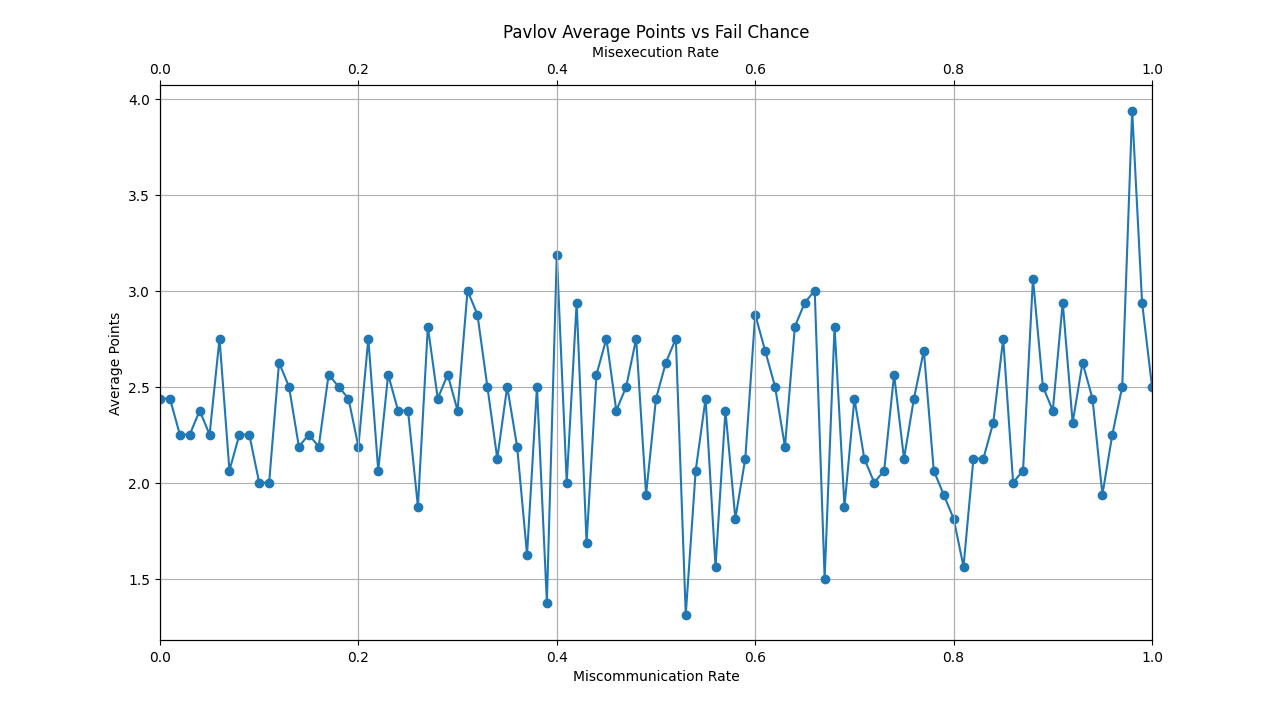 Pavlov Average Points vs Fail Chance
Misexecution Rate
0.0 0.2 0.4 0.6 0.8 1.0
4.0
3.5
3.0
2.5
2.0
1.5
Average Points
0.0 0.2 0.4 0.6 0.8 1.0
Miscommunication Rate